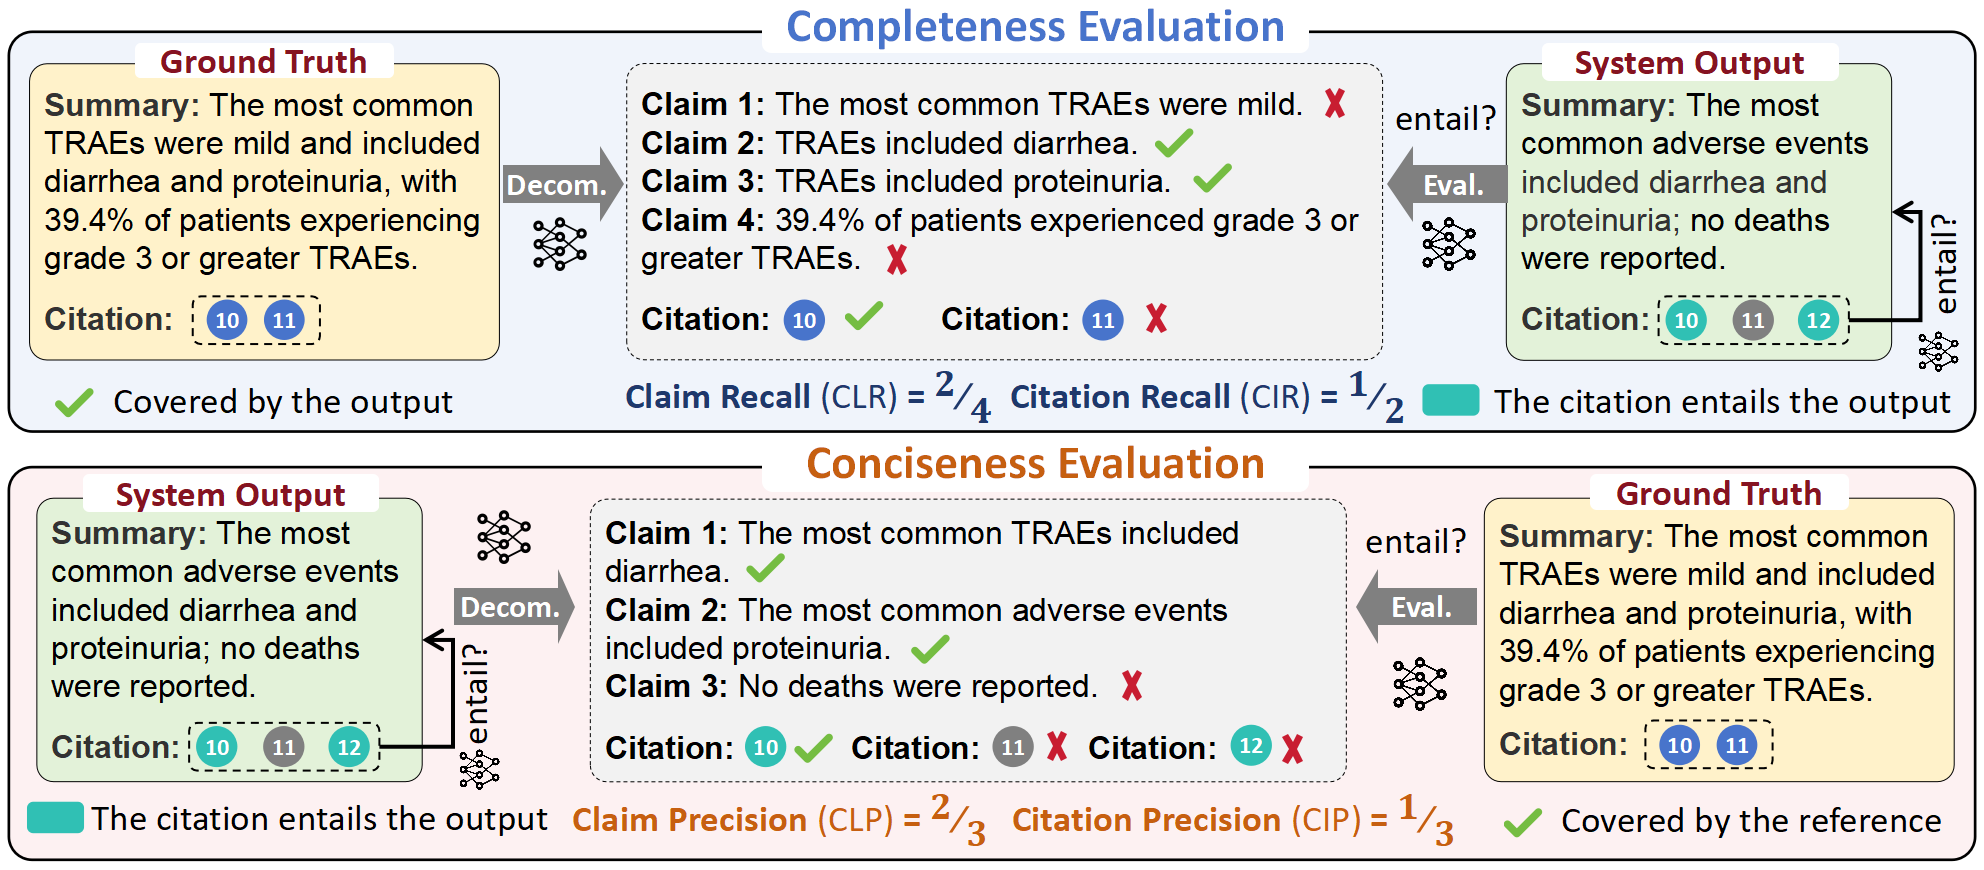 Completeness Evaluation
Ground Truth
Summary: The most common
TRAEs were mild and included
diarrhea and proteinuria, with
39.4% of patients experiencing
grade 3 or greater TRAEs.
Citation: 10 11
Decom.
Claim 1: The most common TRAEs were mild.
Claim 2: TRAEs included diarrhea.
Claim 3: TRAEs included proteinuria.
Claim 4: 39.4% of patients experienced grade 3 or
greater TRAEs.
Citation: 10 Citation: 11
entail?
Eval.
System Output
Summary: The most
common adverse events
included diarrhea and
proteinuria; no deaths
were reported.
Citation: 10 11 12
entail?
Covered by the output
Claim Recall (CLR) = 2/4 Citation Recall (CIR) = 1/2
The citation entails the output
Conciseness Evaluation
System Output
Summary: The most
common adverse events
included diarrhea and
proteinuria; no deaths
were reported.
Citation: 10 11 12
entail?
Decom.
Claim 1: The most common TRAEs included
diarrhea.
Claim 2: The most common adverse events
included proteinuria.
Claim 3: No deaths were reported.
Citation: 10 Citation: 11 Citation: 12
entail?
Eval.
Ground Truth
Summary: The most common
TRAEs were mild and included
diarrhea and proteinuria, with
39.4% of patients experiencing
grade 3 or greater TRAEs.
Citation: 10 11
The citation entails the output
Claim Precision (CLP) = 2/3 Citation Precision (CIP) = 1/3
Covered by the reference